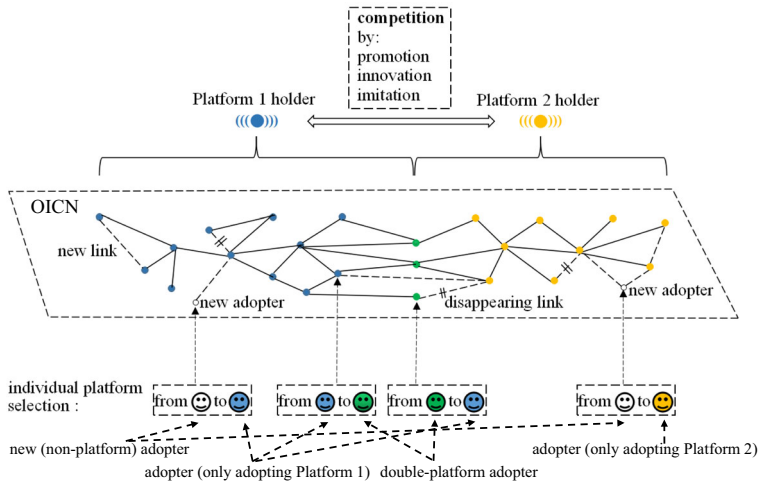 competition
by:
promotion
innovation
imitation
Platform 1 holder
Platform 2 holder
OICN
new link
new adopter
disappearing link
new adopter
individual platform
selection :
from to
from to
from to
from to
new (non-platform) adopter
adopter (only adopting Platform 1)
double-platform adopter
adopter (only adopting Platform 2)